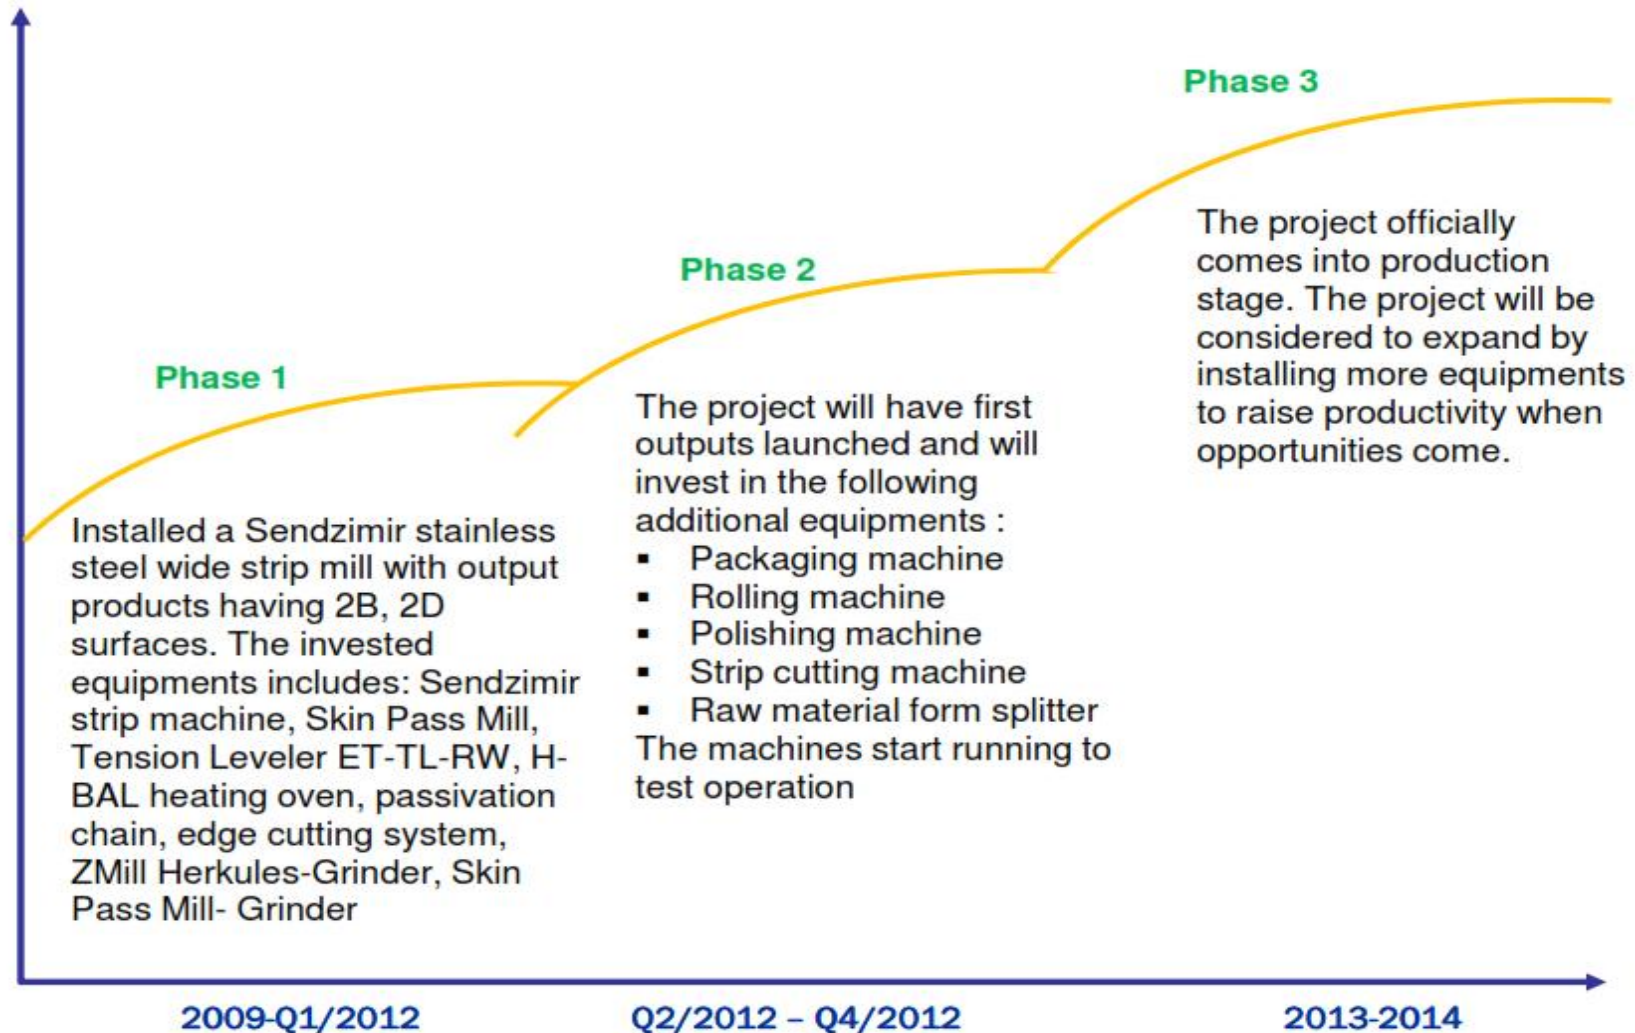 Phase 1
Installed a Sendzimir stainless
steel wide strip mill with output
products having 2B, 2D
surfaces. The invested
equipments includes: Sendzimir
strip machine, Skin Pass Mill,
Tension Leveler ET-TL-RW, H-
BAL heating oven, passivation
chain, edge cutting system,
ZMill Herkules-Grinder, Skin
Pass Mill- Grinder
2009-Q1/2012
Phase 2
The project will have first
outputs launched and will
invest in the following
additional equipments :
▪ Packaging machine
▪ Rolling machine
▪ Polishing machine
▪ Strip cutting machine
▪ Raw material form splitter
The machines start running to
test operation
Q2/2012 – Q4/2012
Phase 3
The project officially
comes into production
stage. The project will be
considered to expand by
installing more equipments
to raise productivity when
opportunities come.
2013-2014